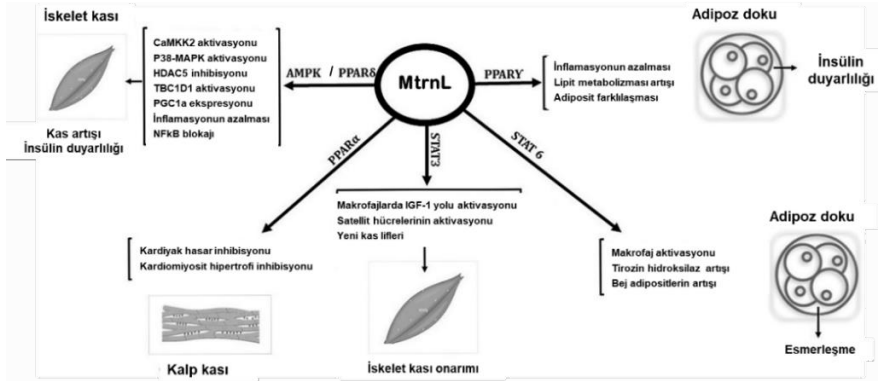 İskelet kası
CaMKK2 aktivasyonu
P38-MAPK aktivasyonu
HDAC5 inhibisyonu
TBC1D1 aktivasyonu
PGC1a ekspresyonu
İnflamasyonun azalması
NFkB blokajı
Kas artışı
İnsülin duyarlılığı
AMPK / PPARδ
MtrnL
PPARY
İnflamasyonun azalması
Lipit metabolizması artışı
Adiposit farklılaşması
Adipoz doku
İnsülin
duyarlılığı
PPARα
STAT3
STAT 6
Kardiyak hasar inhibisyonu
Kardiomiyosit hipertrofi inhibisyonu
Kalp kası
Makrofajlarda IGF-1 yolu aktivasyonu
Satellit hücrelerinin aktivasyonu
Yeni kas lifleri
İskelet kası onarımı
Makrofaj aktivasyonu
Tirozin hidroksilaz artışı
Bej adipositlerin artışı
Adipoz doku
Esmerleşme